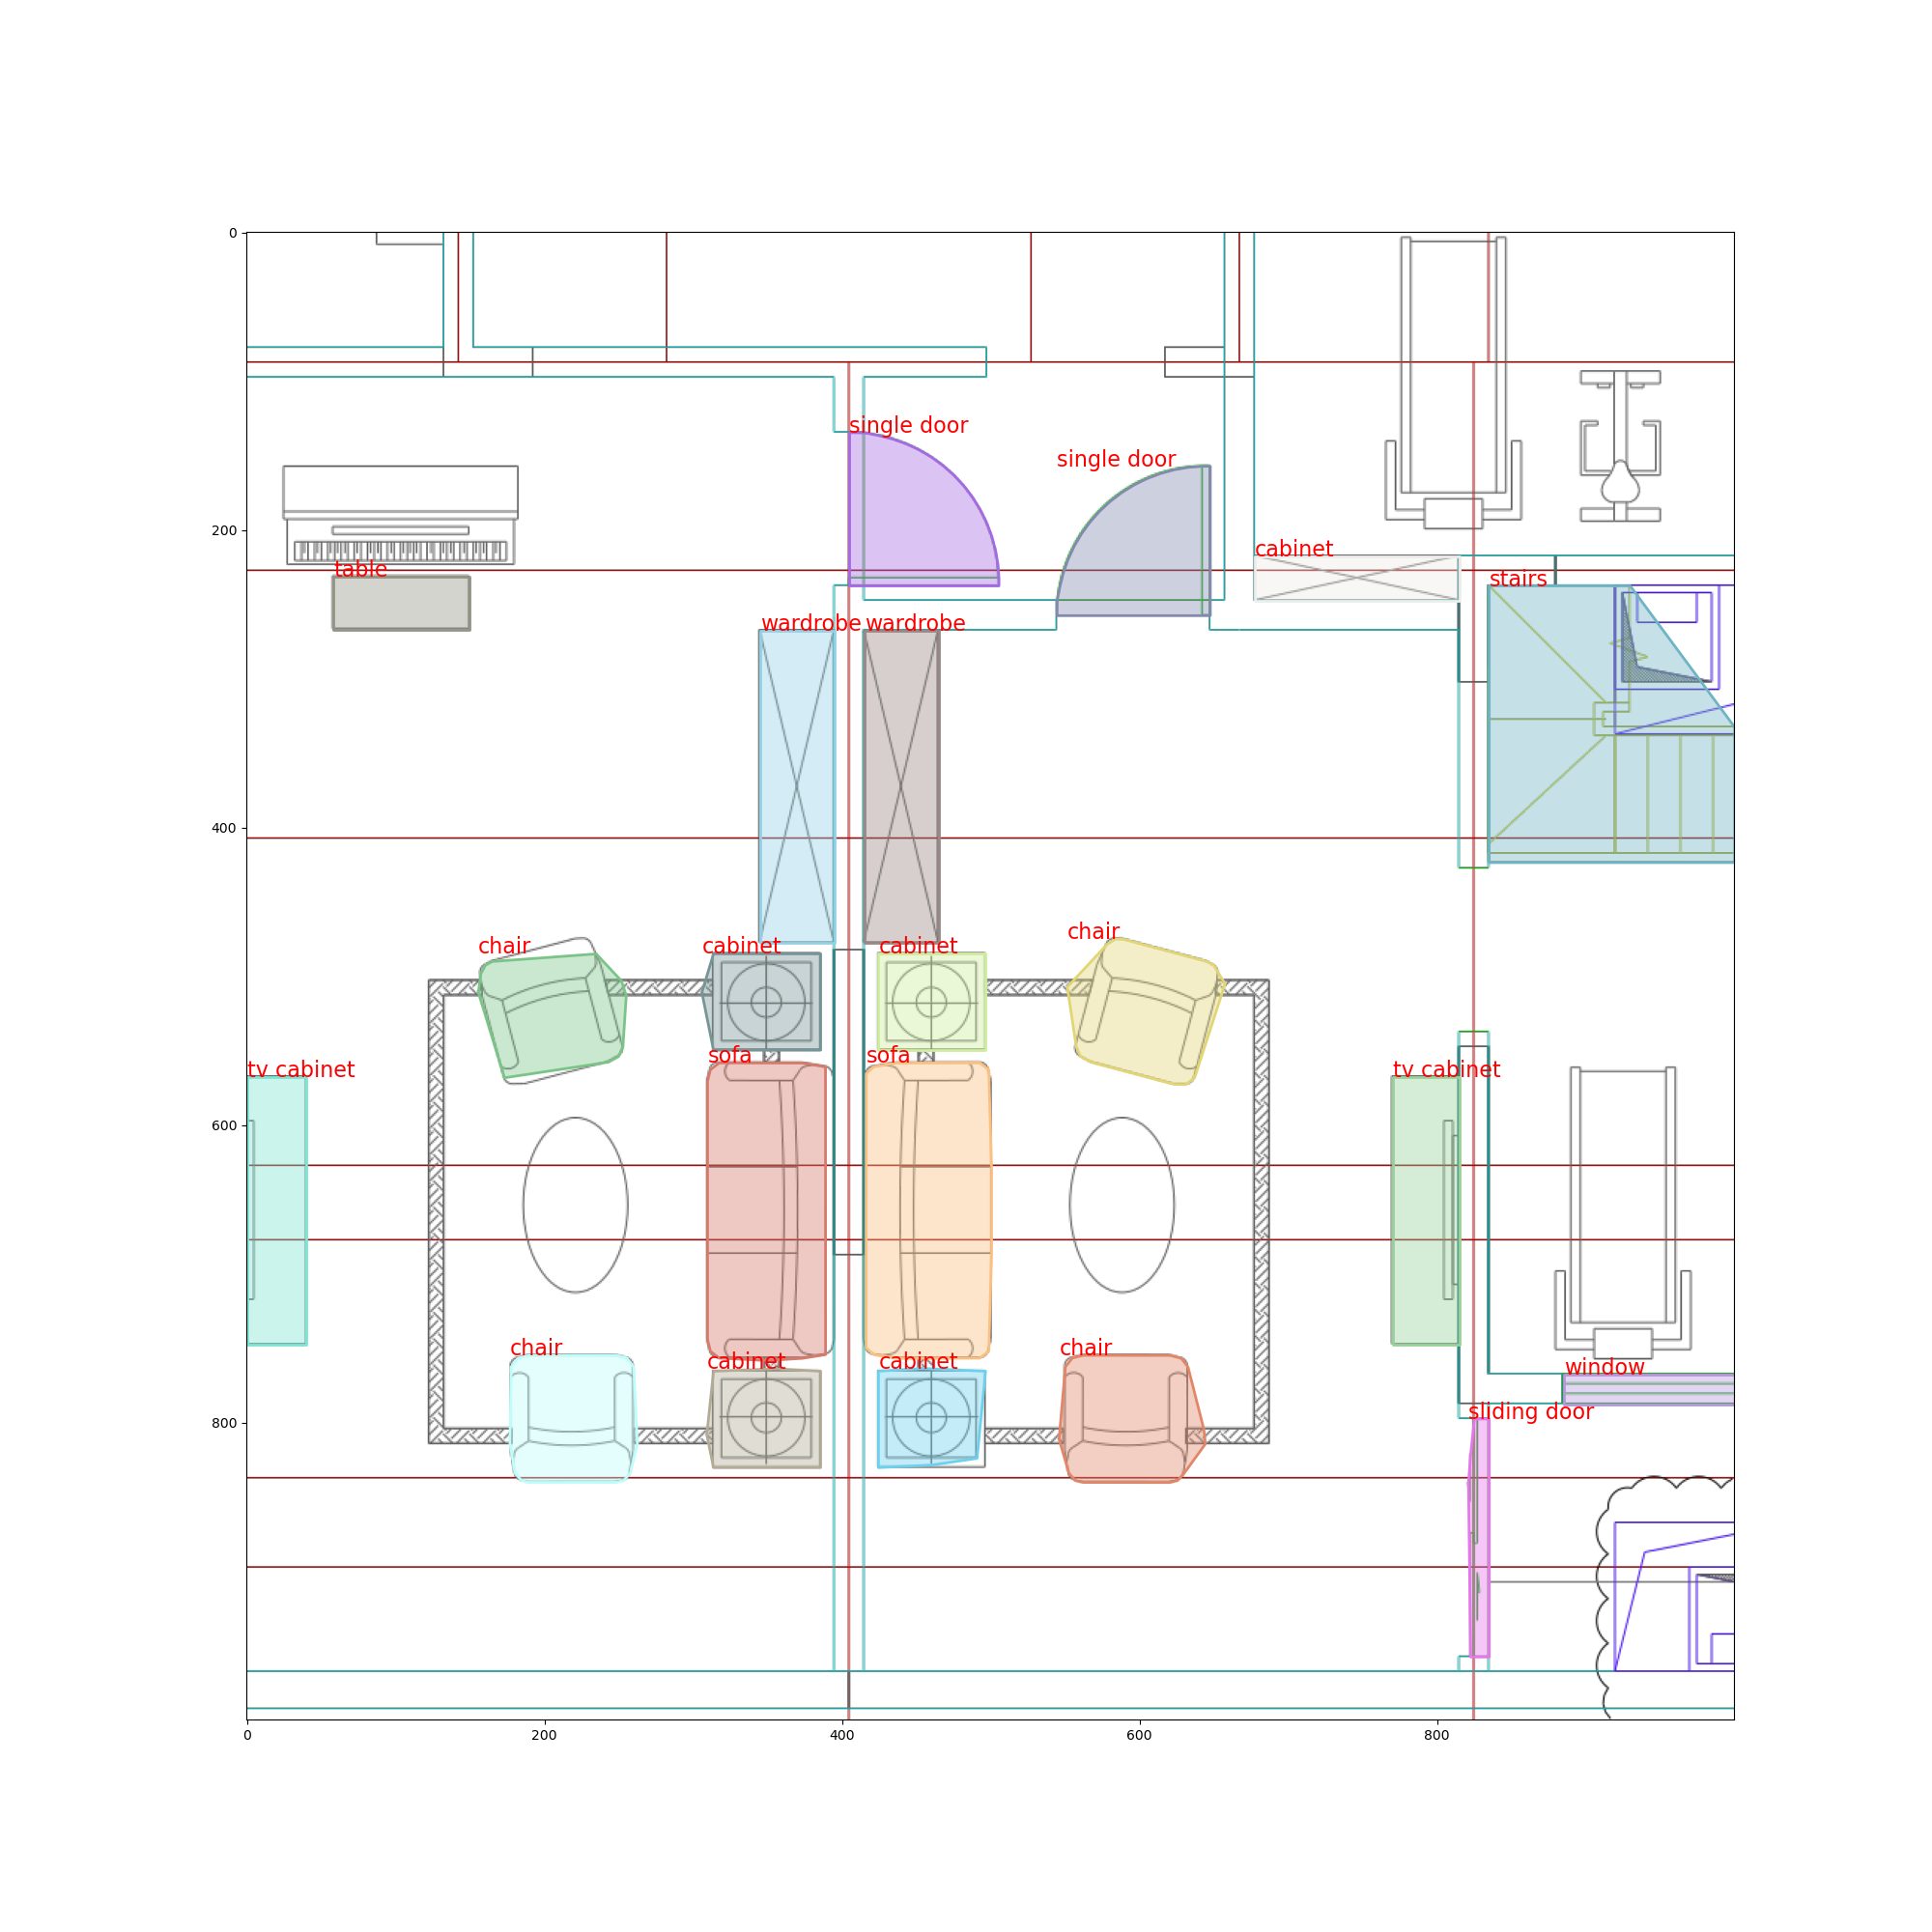 0
single door
single door
200
cabinet
table
stairs
wardrobe
wardrobe
400
chair
cabinet
cabinet
chair
sofa
sofa
tv cabinet
tv cabinet
600
chair
cabinet
cabinet
chair
window
sliding door
800
0
200
400
600
800